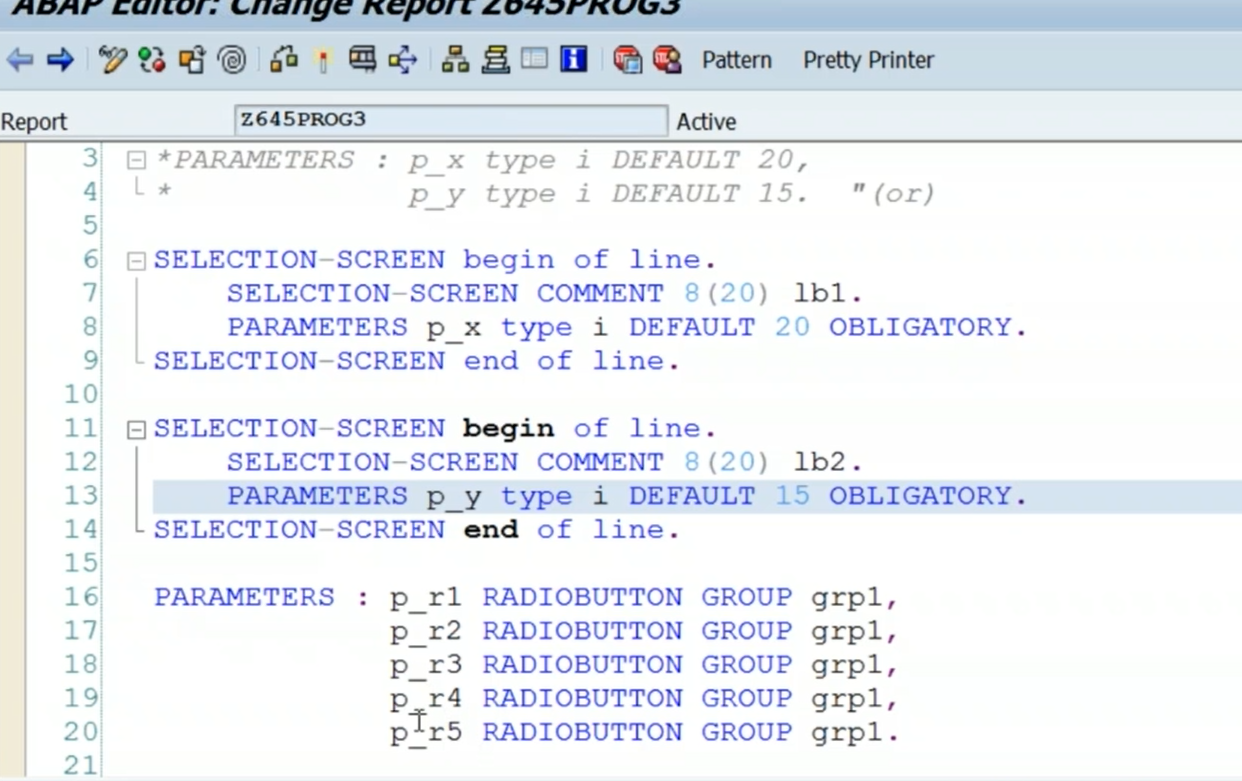 ABAP Editor: Change Report Z645PROG3
Pattern Pretty Printer
Report Z645PROG3 Active
3 *PARAMETERS : p_x type i DEFAULT 20,
4 * p_y type i DEFAULT 15. "(or)
5
6 SELECTION-SCREEN begin of line.
7 SELECTION-SCREEN COMMENT 8(20) lb1.
8 PARAMETERS p_x type i DEFAULT 20 OBLIGATORY.
9 SELECTION-SCREEN end of line.
10
11 SELECTION-SCREEN begin of line.
12 SELECTION-SCREEN COMMENT 8(20) lb2.
13 PARAMETERS p_y type i DEFAULT 15 OBLIGATORY.
14 SELECTION-SCREEN end of line.
15
16 PARAMETERS : p_r1 RADIOBUTTON GROUP grp1,
17 p_r2 RADIOBUTTON GROUP grp1,
18 p_r3 RADIOBUTTON GROUP grp1,
19 p_r4 RADIOBUTTON GROUP grp1,
20 p_r5 RADIOBUTTON GROUP grp1.
21